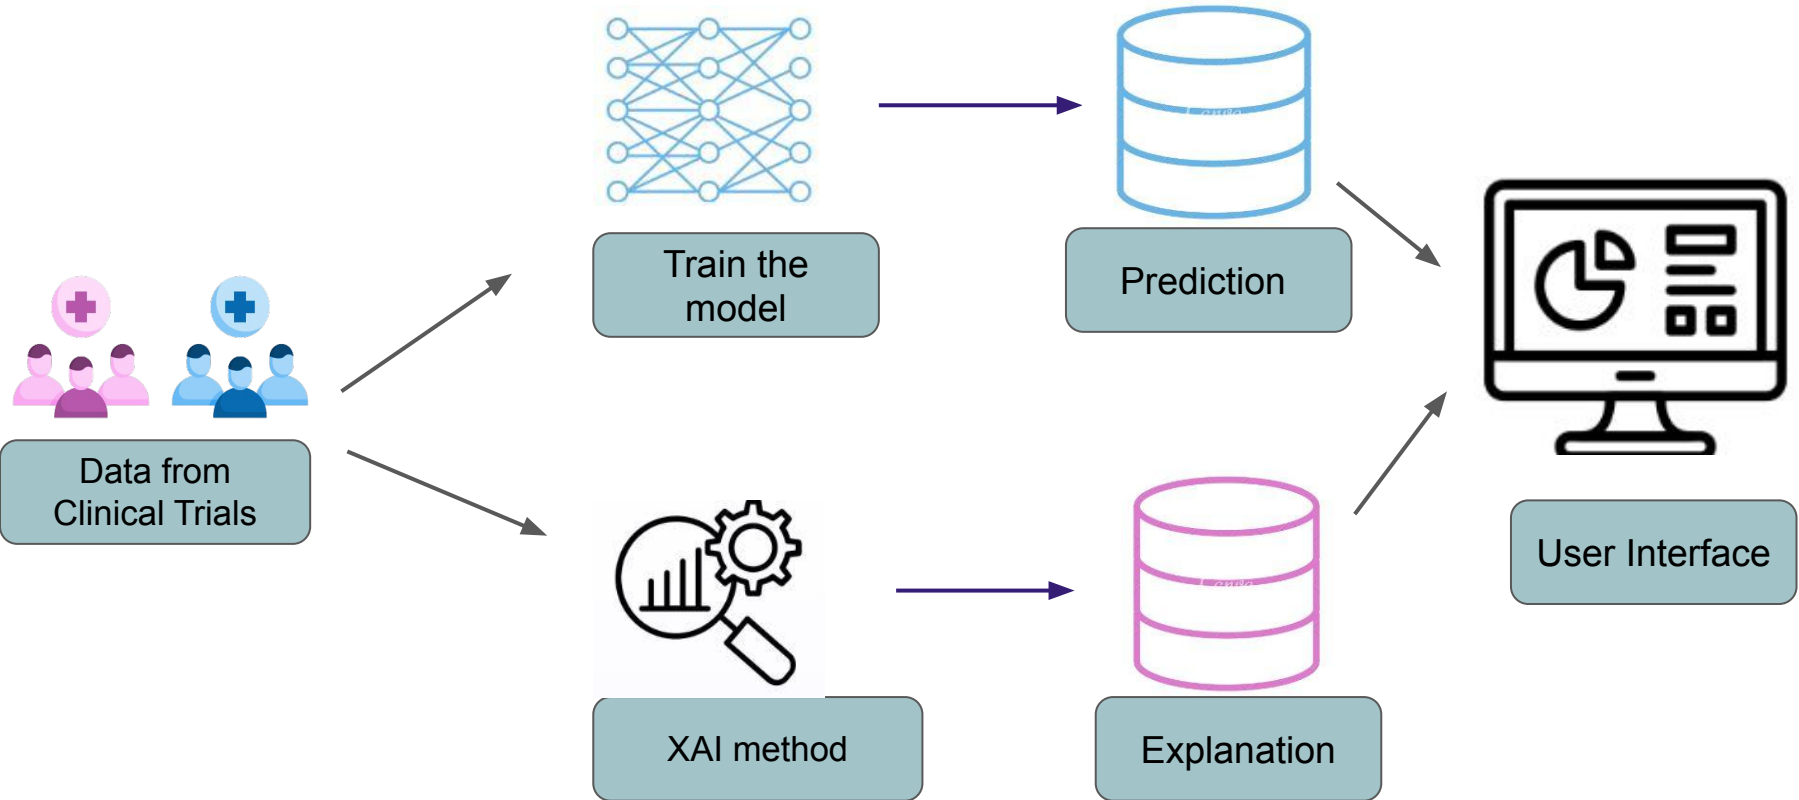 Train the
model
Prediction
Data from
Clinical Trials
User Interface
XAI method
Explanation